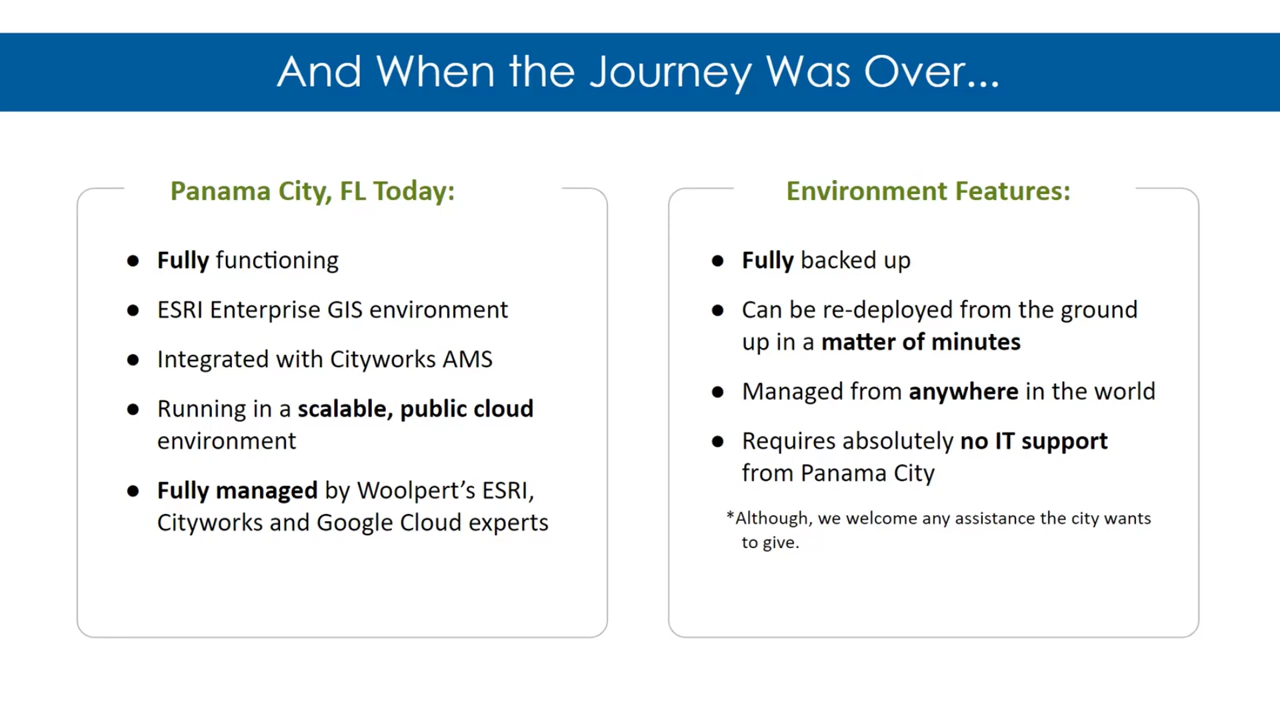 And When the Journey Was Over...
Panama City, FL Today:
● Fully functioning
● ESRI Enterprise GIS environment
● Integrated with Cityworks AMS
● Running in a scalable, public cloud
environment
● Fully managed by Woolpert’s ESRI,
Cityworks and Google Cloud experts
Environment Features:
● Fully backed up
● Can be re-deployed from the ground
up in a matter of minutes
● Managed from anywhere in the world
● Requires absolutely no IT support
from Panama City
*Although, we welcome any assistance the city wants
to give.